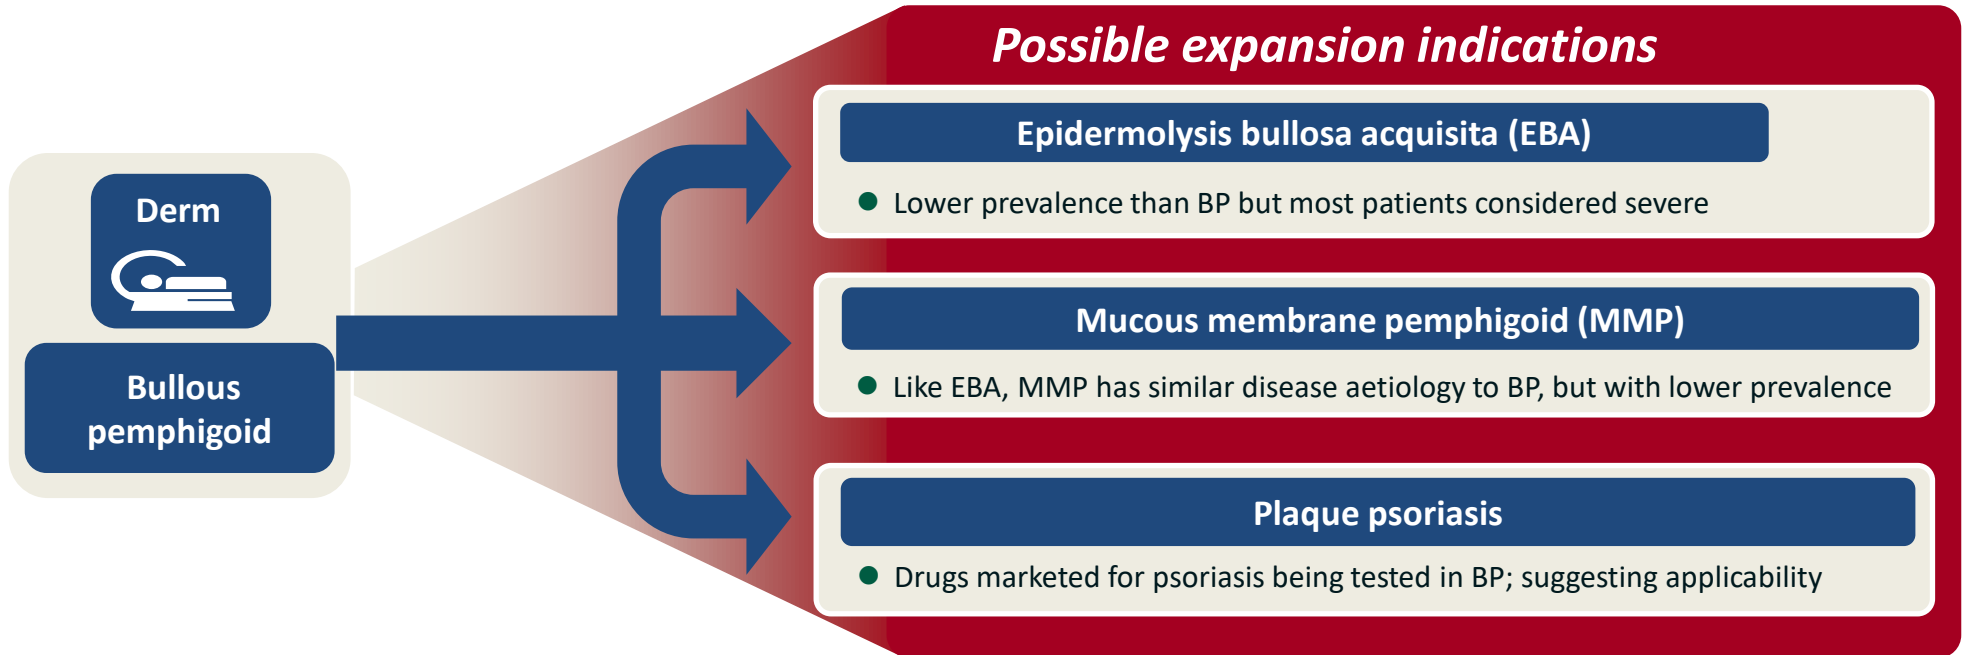 Derm
Bullous
pemphigoid
Possible expansion indications
Epidermolysis bullosa acquisita (EBA)
● Lower prevalence than BP but most patients considered severe
Mucous membrane pemphigoid (MMP)
● Like EBA, MMP has similar disease aetiology to BP, but with lower prevalence
Plaque psoriasis
● Drugs marketed for psoriasis being tested in BP; suggesting applicability